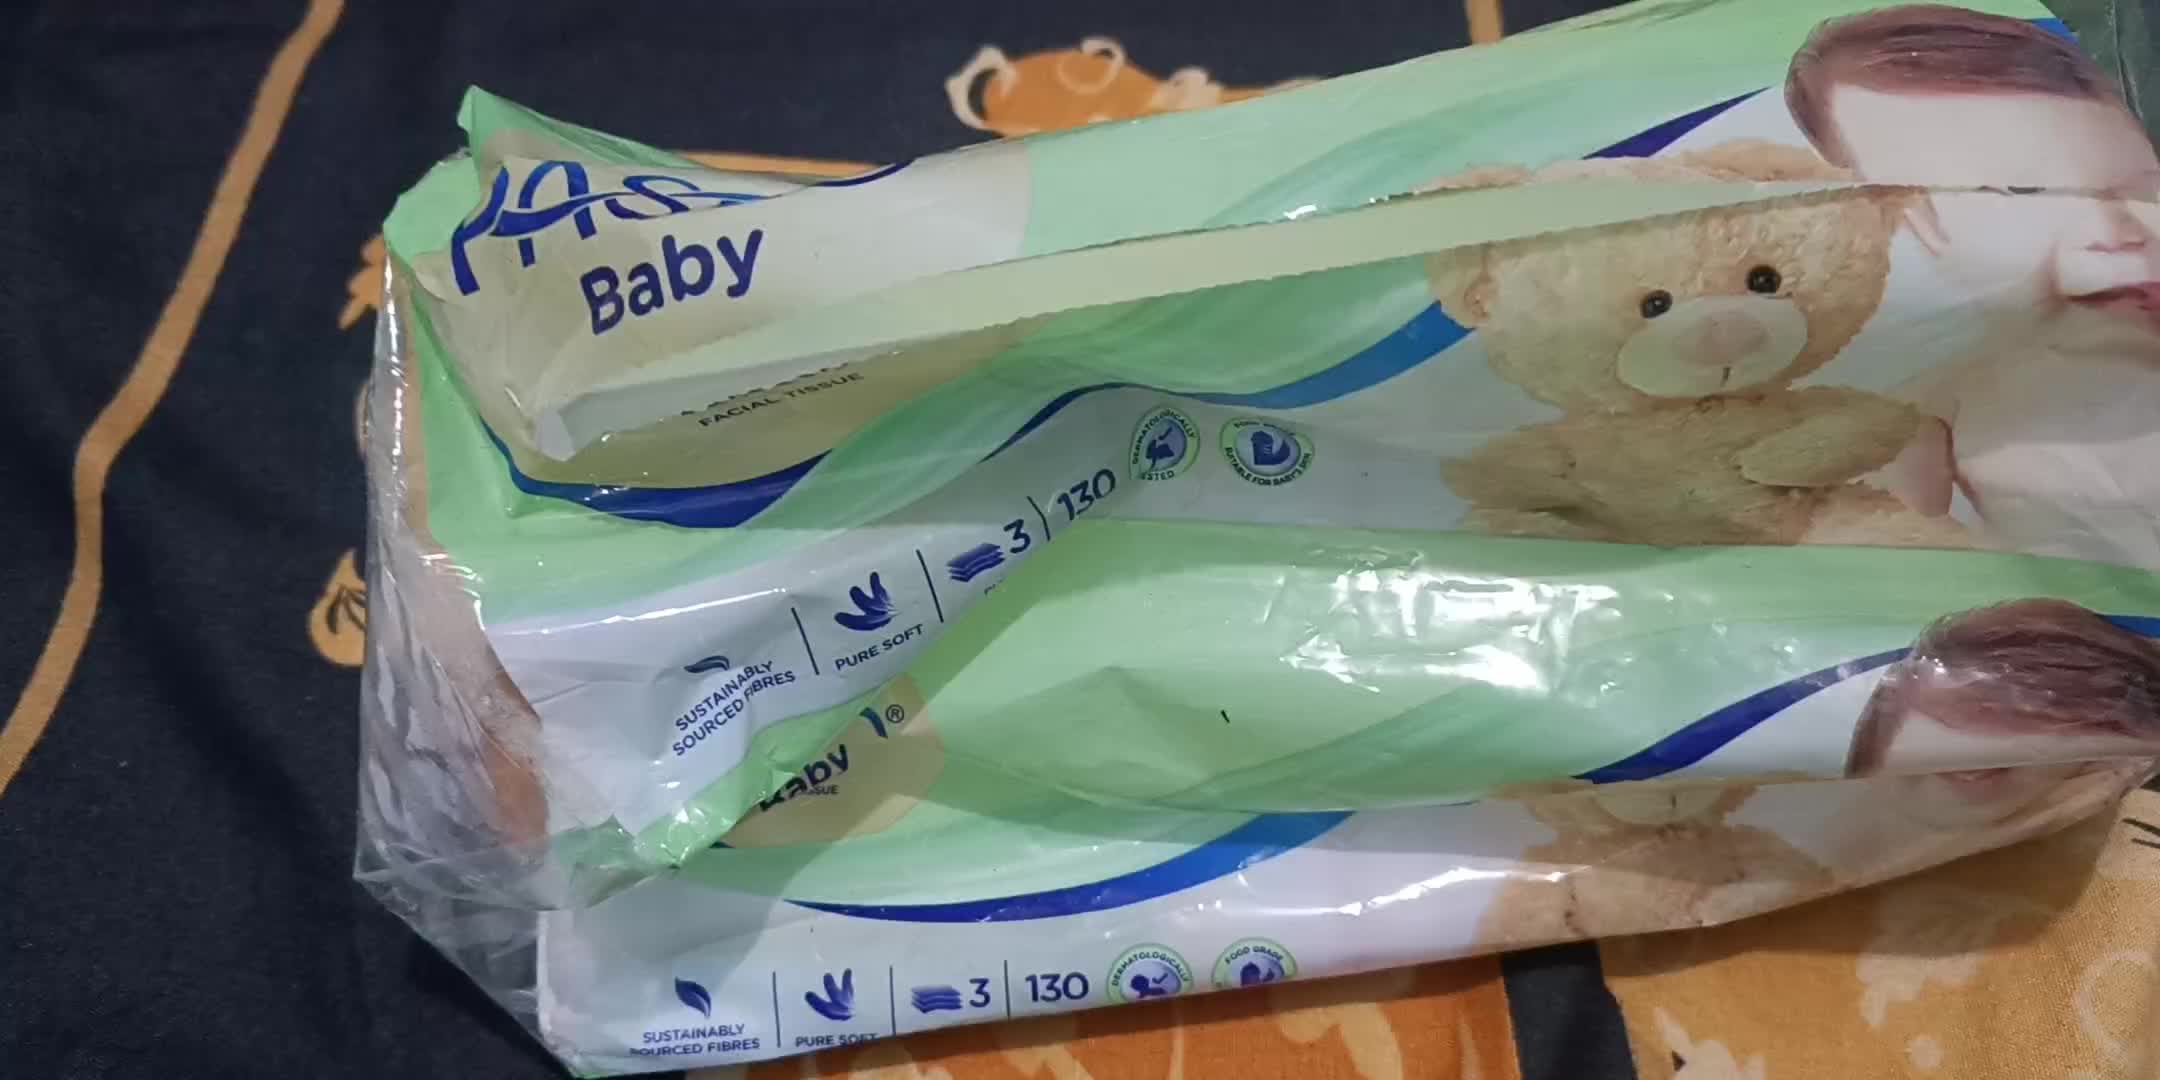 Baby
FACIAL TISSUE
DERMATOLOGICALLY
TESTED
SUITABLE FOR BABY'S SKIN
3
130
PURE SOFT
SUSTAINABLY
SOURCED FIBRES
®
Baby
3
130
DERMATOLOGICALLY
FOOD GRADE
SUSTAINABLY
SOURCED FIBRES
PURE SOFT